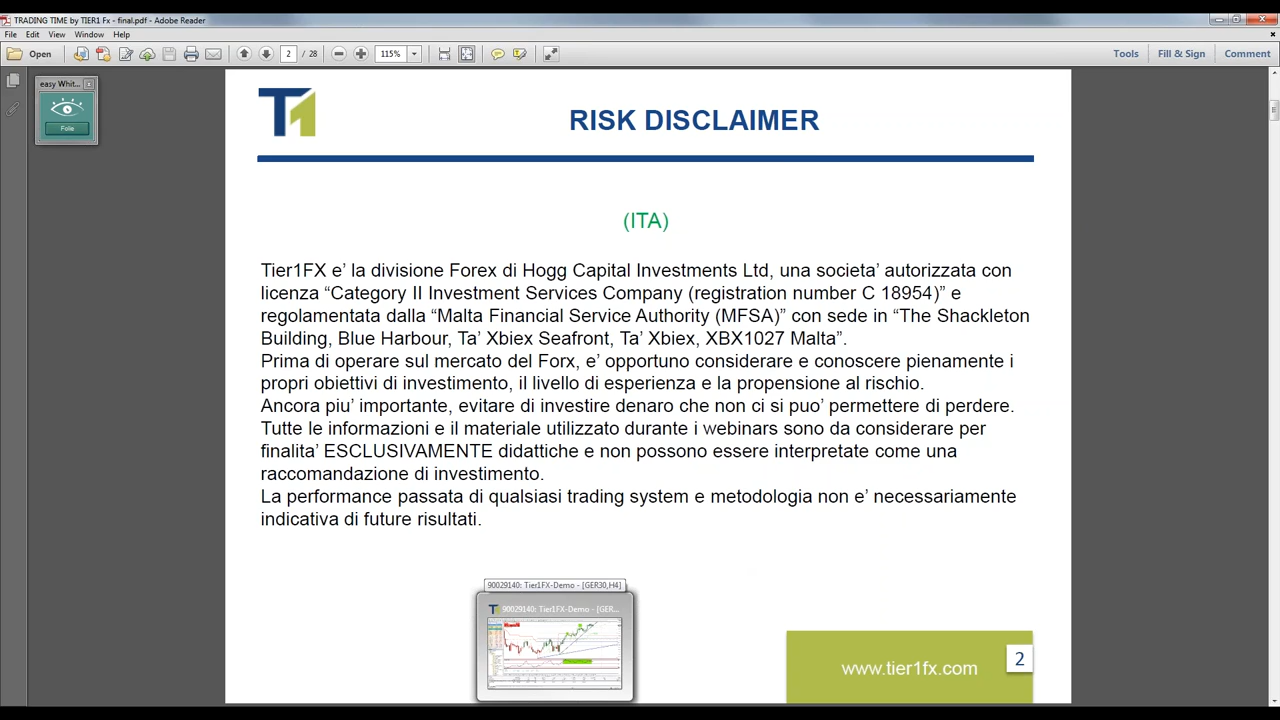 TRADING TIME by TIER1 Fx - final.pdf - Adobe Reader
File Edit View Window Help
Open 2 / 28 115% Tools Fill & Sign Comment
easy Whit...
Folie
T1
RISK DISCLAIMER
(ITA)
Tier1FX e' la divisione Forex di Hogg Capital Investments Ltd, una societa' autorizzata con
licenza “Category II Investment Services Company (registration number C 18954)” e
regolamentata dalla “Malta Financial Service Authority (MFSA)” con sede in “The Shackleton
Building, Blue Harbour, Ta' Xbiex Seafront, Ta' Xbiex, XBX1027 Malta”.
Prima di operare sul mercato del Forx, e' opportuno considerare e conoscere pienamente i
propri obiettivi di investimento, il livello di esperienza e la propensione al rischio.
Ancora piu' importante, evitare di investire denaro che non ci si puo' permettere di perdere.
Tutte le informazioni e il materiale utilizzato durante i webinars sono da considerare per
finalita' ESCLUSIVAMENTE didattiche e non possono essere interpretate come una
raccomandazione di investimento.
La performance passata di qualsiasi trading system e metodologia non e' necessariamente
indicativa di future risultati.
90029140: Tier1FX-Demo - [GER30,H4]
90029140: Tier1FX-Demo - [GER...
www.tier1fx.com
2